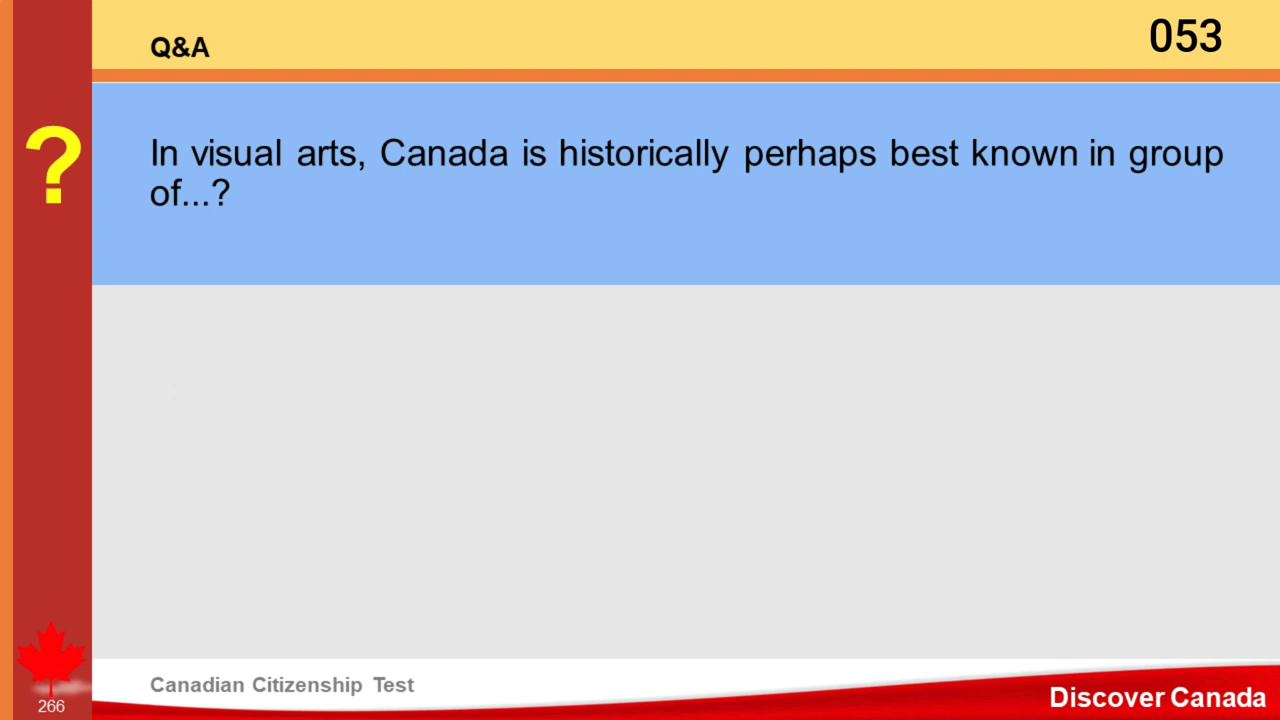 Q&A
053
?
In visual arts, Canada is historically perhaps best known in group
of...?
Canadian Citizenship Test
266
Discover Canada